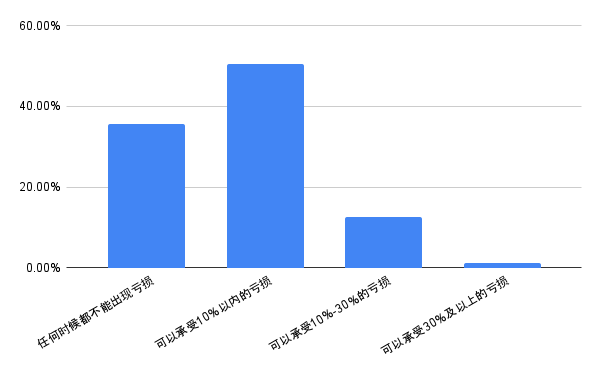 60.00%
40.00%
20.00%
0.00%
任何时候都不能出现亏损
可以承受10%以内的亏损
可以承受10%-30%的亏损
可以承受30%及以上的亏损